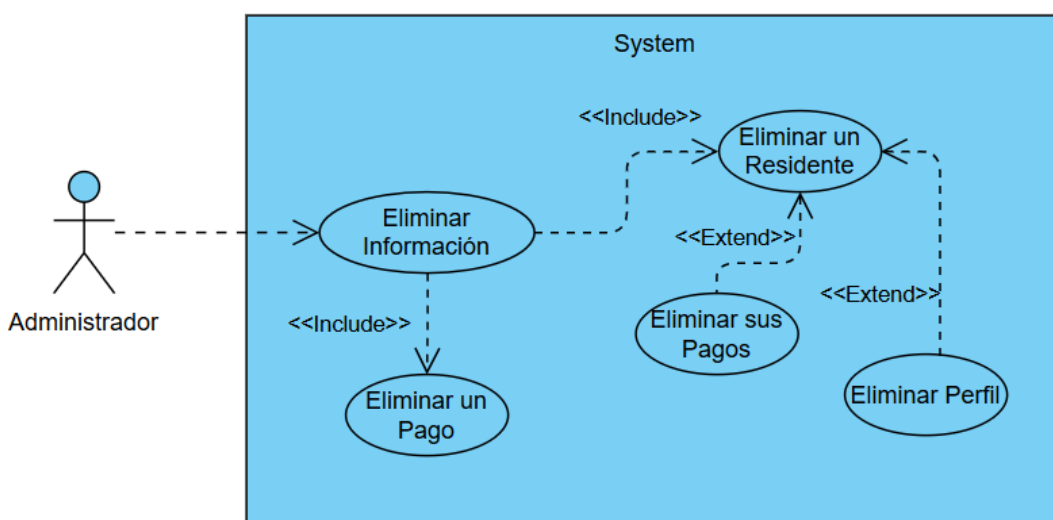 System
<<Include>>
Eliminar un
Residente
Eliminar
Información
<<Extend>>
Administrador
<<Include>>
Eliminar sus
Pagos
<<Extend>>
Eliminar un
Pago
Eliminar Perfil